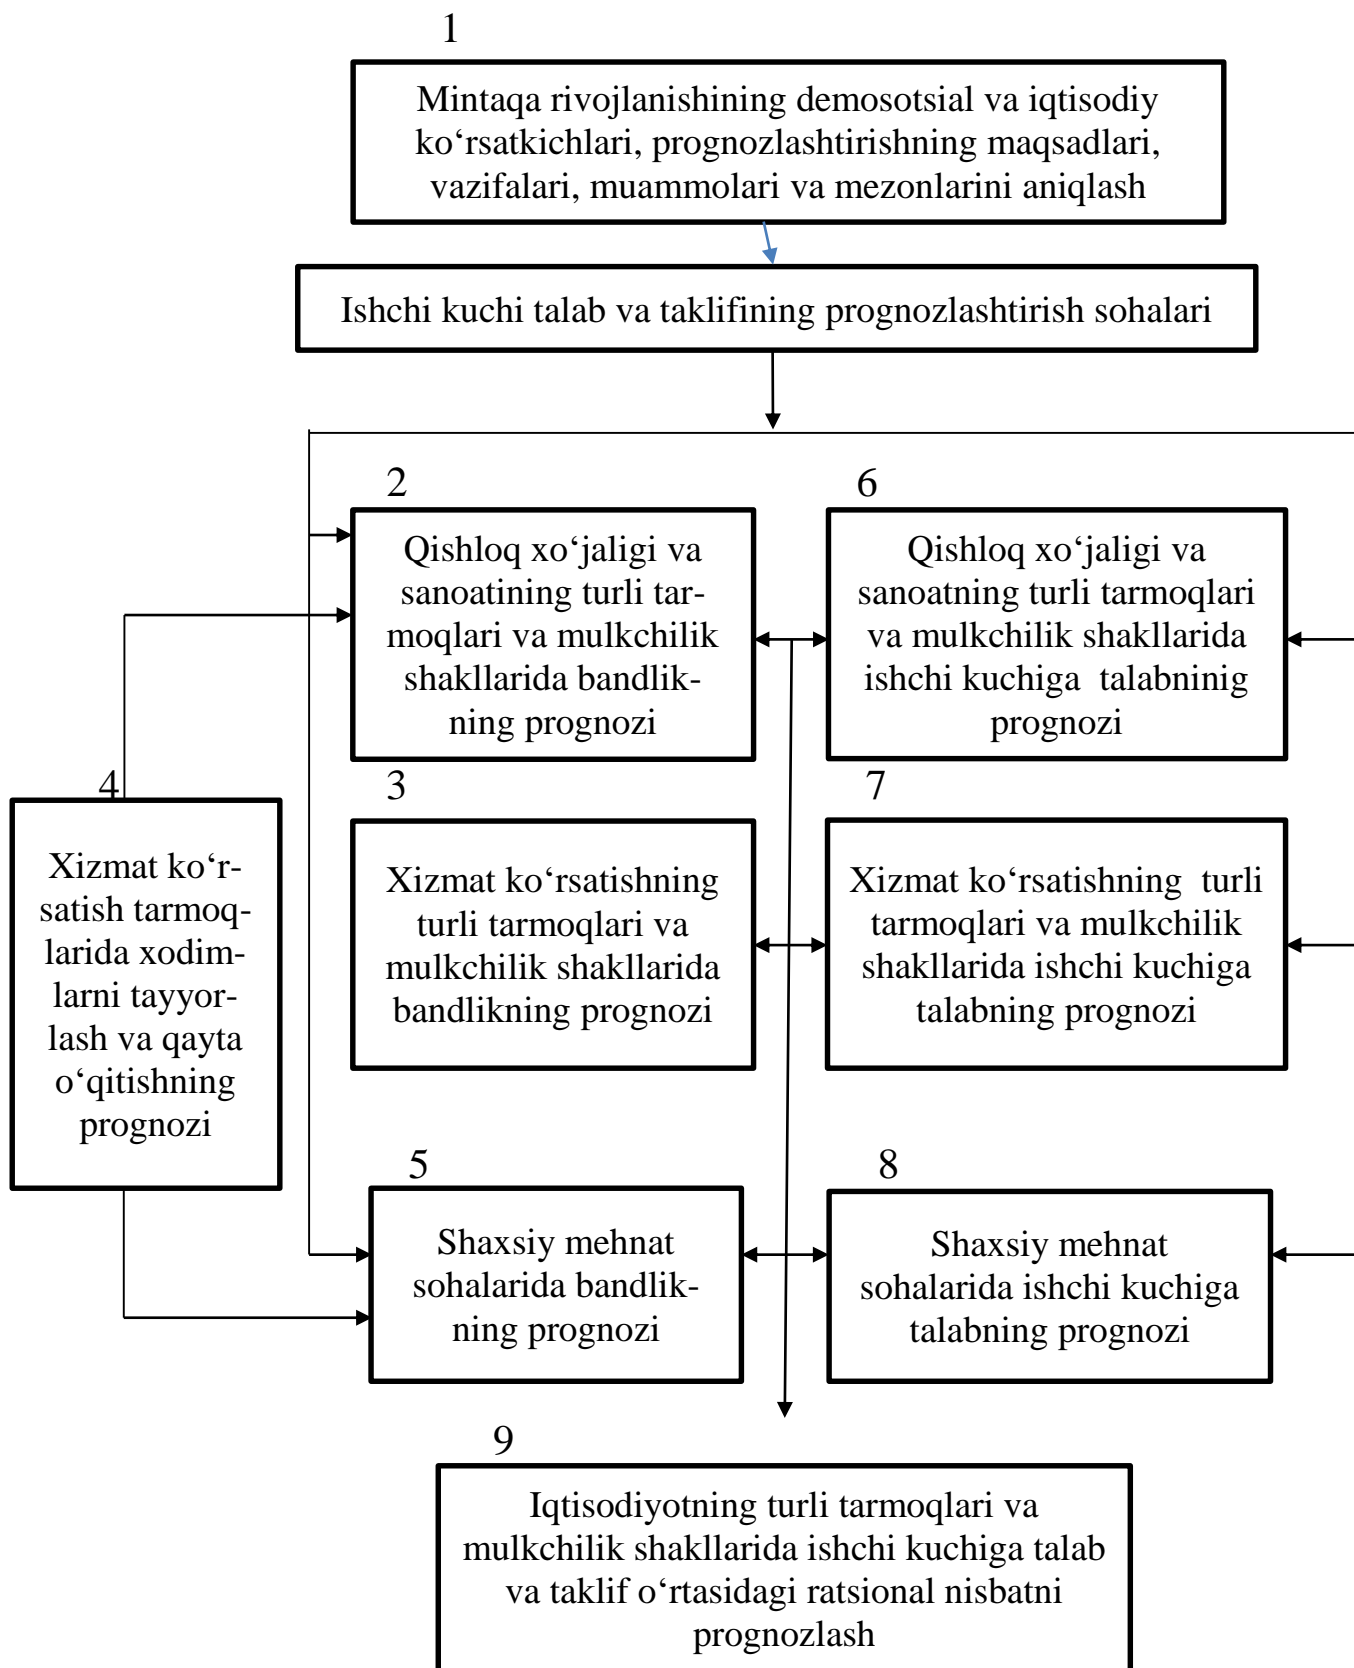 1
Mintaqa rivojlanishining demosotsial va iqtisodiy
ko‘rsatkichlari, prognozlashtirishning maqsadlari,
vazifalari, muammolari va mezonlarini aniqlash
Ishchi kuchi talab va taklifining prognozlashtirish sohalari
2
Qishloq xo‘jaligi va
sanoatining turli tar-
moqlari va mulkchilik
shakllarida bandlik-
ning prognozi
6
Qishloq xo‘jaligi va
sanoatning turli tarmoqlari
va mulkchilik shakllarida
ishchi kuchiga talabninig
prognozi
4
Xizmat ko‘r-
satish tarmoq-
larida xodim-
larni tayyor-
lash va qayta
o‘qitishning
prognozi
3
Xizmat ko‘rsatishning
turli tarmoqlari va
mulkchilik shakllarida
bandlikning prognozi
7
Xizmat ko‘rsatishning turli
tarmoqlari va mulkchilik
shakllarida ishchi kuchiga
talabning prognozi
5
Shaxsiy mehnat
sohalarida bandlik-
ning prognozi
8
Shaxsiy mehnat
sohalarida ishchi kuchiga
talabning prognozi
9
Iqtisodiyotning turli tarmoqlari va
mulkchilik shakllarida ishchi kuchiga talab
va taklif o‘rtasidagi ratsional nisbatni
prognozlash